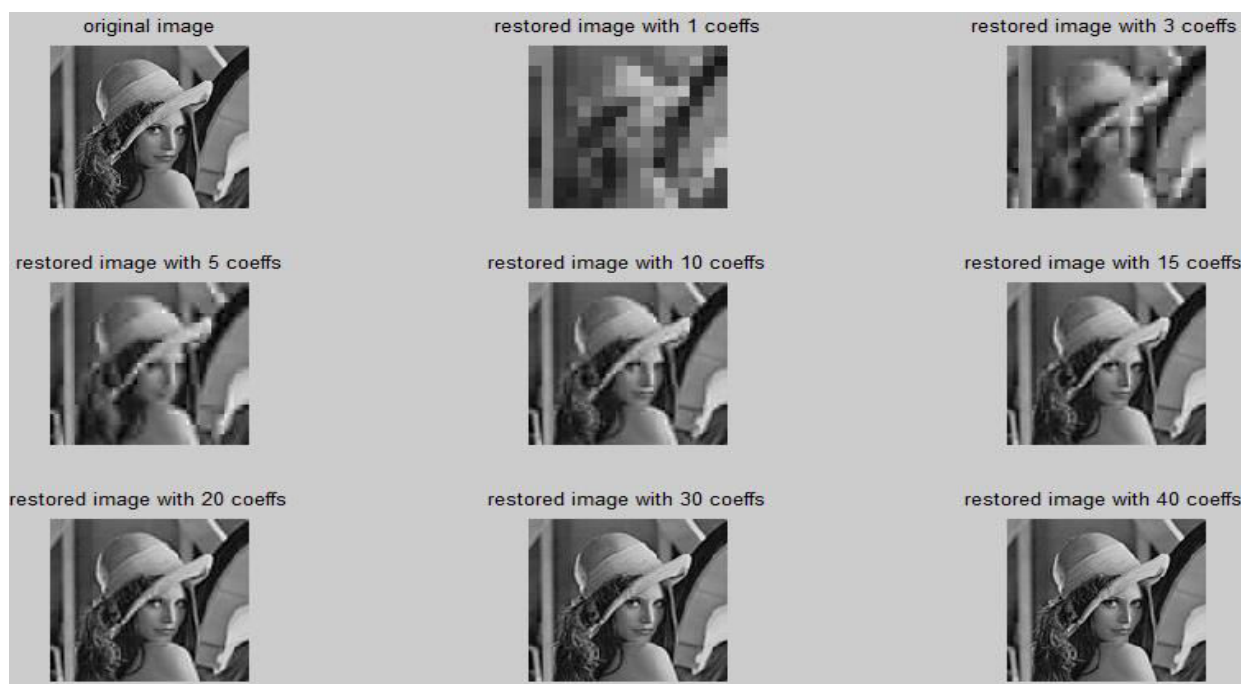 original image
restored image with 1 coeffs
restored image with 3 coeffs
restored image with 5 coeffs
restored image with 10 coeffs
restored image with 15 coeffs
restored image with 20 coeffs
restored image with 30 coeffs
restored image with 40 coeffs